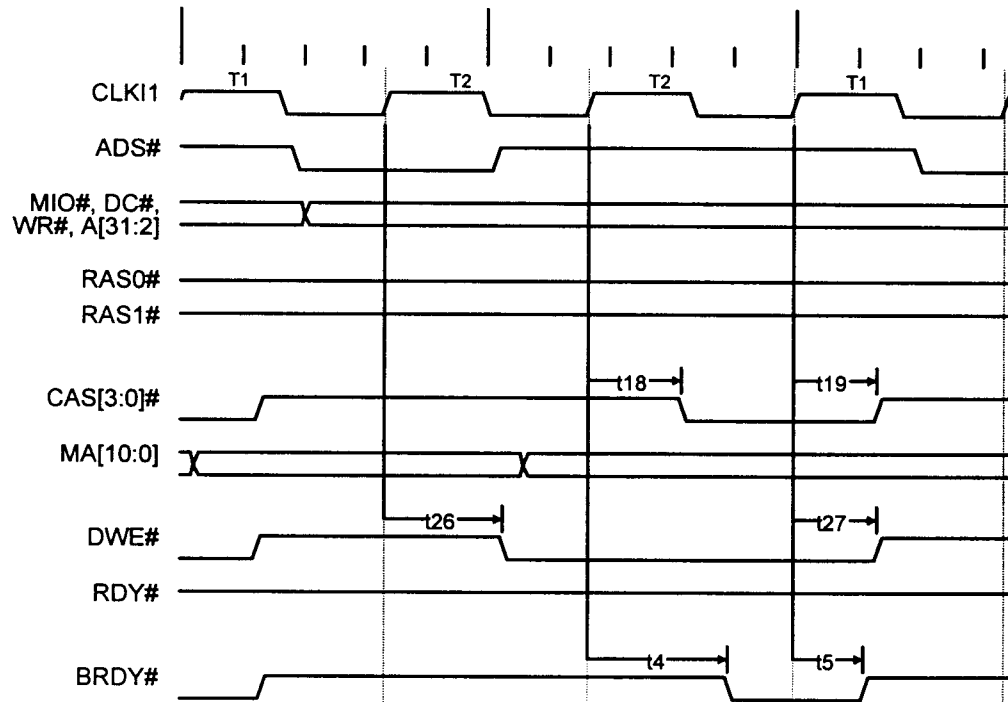 T1 T2 T2 T1
CLKI1
ADS#
MIO#, DC#,
WR#, A[31:2]
RAS0#
RAS1#
t18 t19
CAS[3:0]#
MA[10:0]
t26 t27
DWE#
RDY#
t4 t5
BRDY#